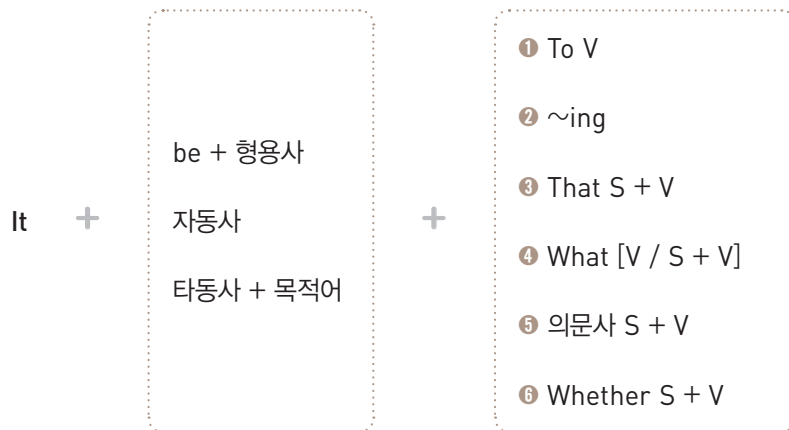 It + be + 형용사
자동사
타동사 + 목적어
+
❶ To V
❷ ~ing
❸ That S + V
❹ What [V / S + V]
❺ 의문사 S + V
❻ Whether S + V